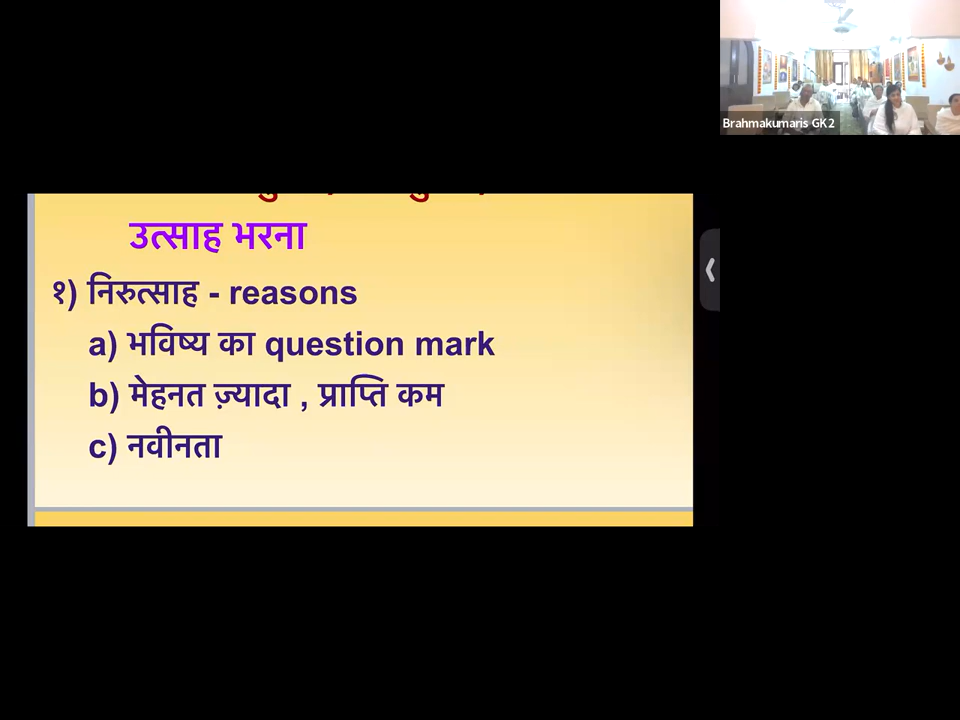 Brahmakumaris GK2
उत्साह भरना
१) निरुत्साह - reasons
a) भविष्य का question mark
b) मेहनत ज़्यादा , प्राप्ति कम
c) नवीनता